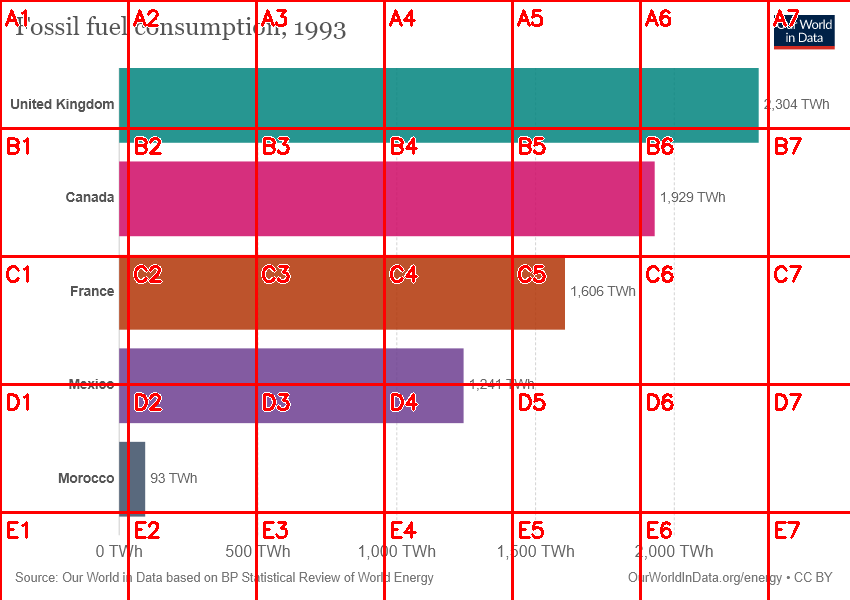 Fossil fuel consumption, 1993
Our World
in Data
United Kingdom
2,304 TWh
Canada
1,929 TWh
France
1,606 TWh
Mexico
1,241 TWh
Morocco
93 TWh
0 TWh
500 TWh
1,000 TWh
1,500 TWh
2,000 TWh
Source: Our World in Data based on BP Statistical Review of World Energy
OurWorldInData.org/energy • CC BY
A1 A2 A3 A4 A5 A6 A7
B1 B2 B3 B4 B5 B6 B7
C1 C2 C3 C4 C5 C6 C7
D1 D2 D3 D4 D5 D6 D7
E1 E2 E3 E4 E5 E6 E7